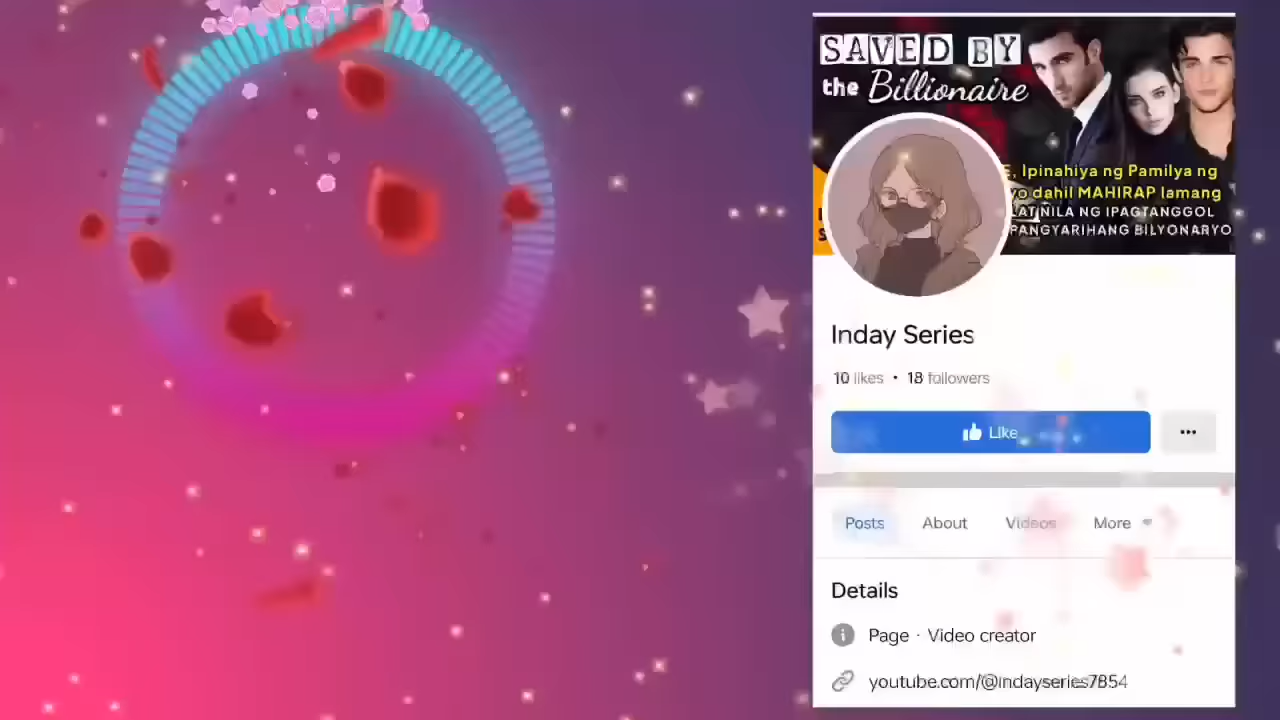 SAVED BY
the Billionaire
E, Ipinahiya ng Pamilya ng
yo dahil MAHIRAP lamang
LAT NILA NG IPAGTANGGOL
PANGYARIHANG BILYONARYO
Inday Series
10 likes • 18 followers
Like
Posts About Videos More
Details
Page · Video creator
youtube.com/@indayseries7854